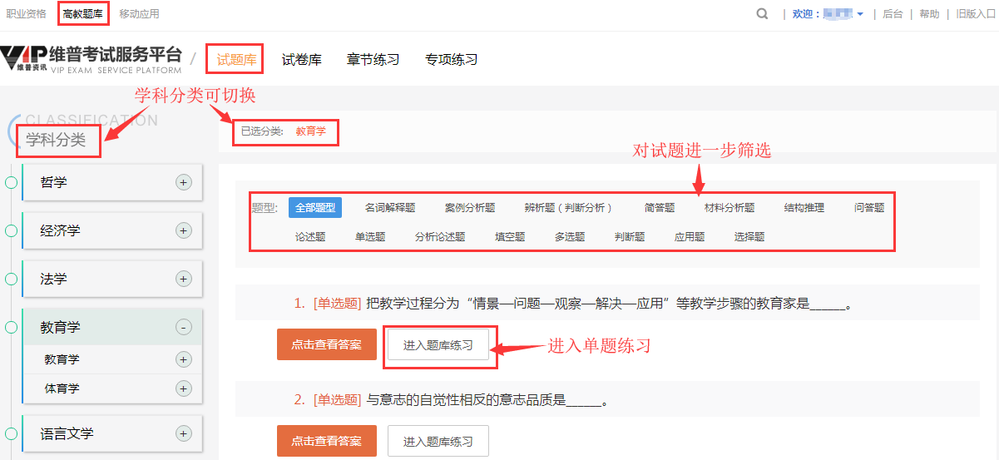 职业资格 高教题库 移动应用 | 欢迎: | 后台 | 帮助 | 旧版入口
VIP 维普资讯 维普考试服务平台 VIP EXAM SERVICE PLATFORM / 试题库 试卷库 章节练习 专项练习
学科分类可切换
CLASSIFICATION
学科分类
已选分类: 教育学
对试题进一步筛选
哲学 +
经济学 +
法学 +
教育学 -
教育学 +
体育学 +
语言文学 +
题型: 全部题型 名词解释题 案例分析题 辨析题(判断分析) 简答题 材料分析题 结构推理 问答题
论述题 单选题 分析论述题 填空题 多选题 判断题 应用题 选择题
1. [单选题] 把教学过程分为“情景—问题—观察—解决—应用”等教学步骤的教育家是______。
点击查看答案 进入题库练习 进入单题练习
2. [单选题] 与意志的自觉性相反的意志品质是______。
点击查看答案 进入题库练习